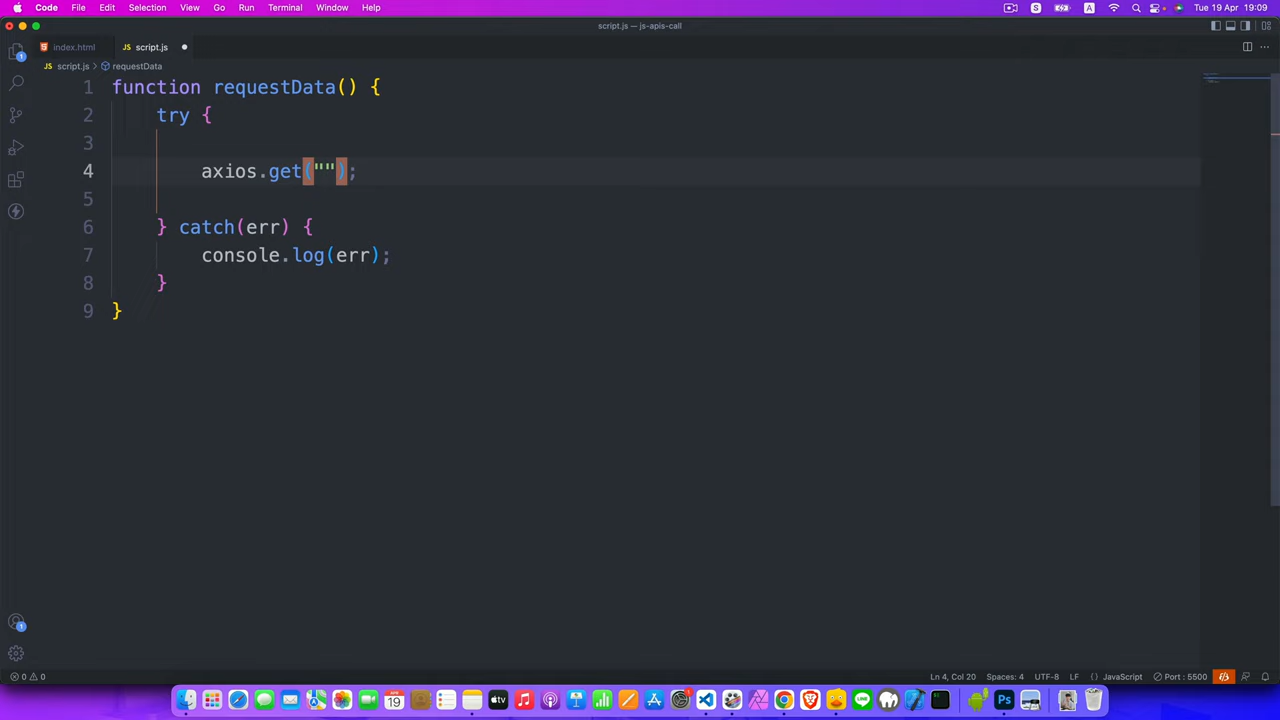 Code File Edit Selection View Go Run Terminal Window Help Tue 19 Apr 19:09
script.js — js-apis-call
index.html script.js
script.js > requestData
1 function requestData() {
2 try {
3
4 axios.get("");
5
6 } catch(err) {
7 console.log(err);
8 }
9 }
0 0 Ln 4, Col 20 Spaces: 4 UTF-8 LF {} JavaScript Port : 5500